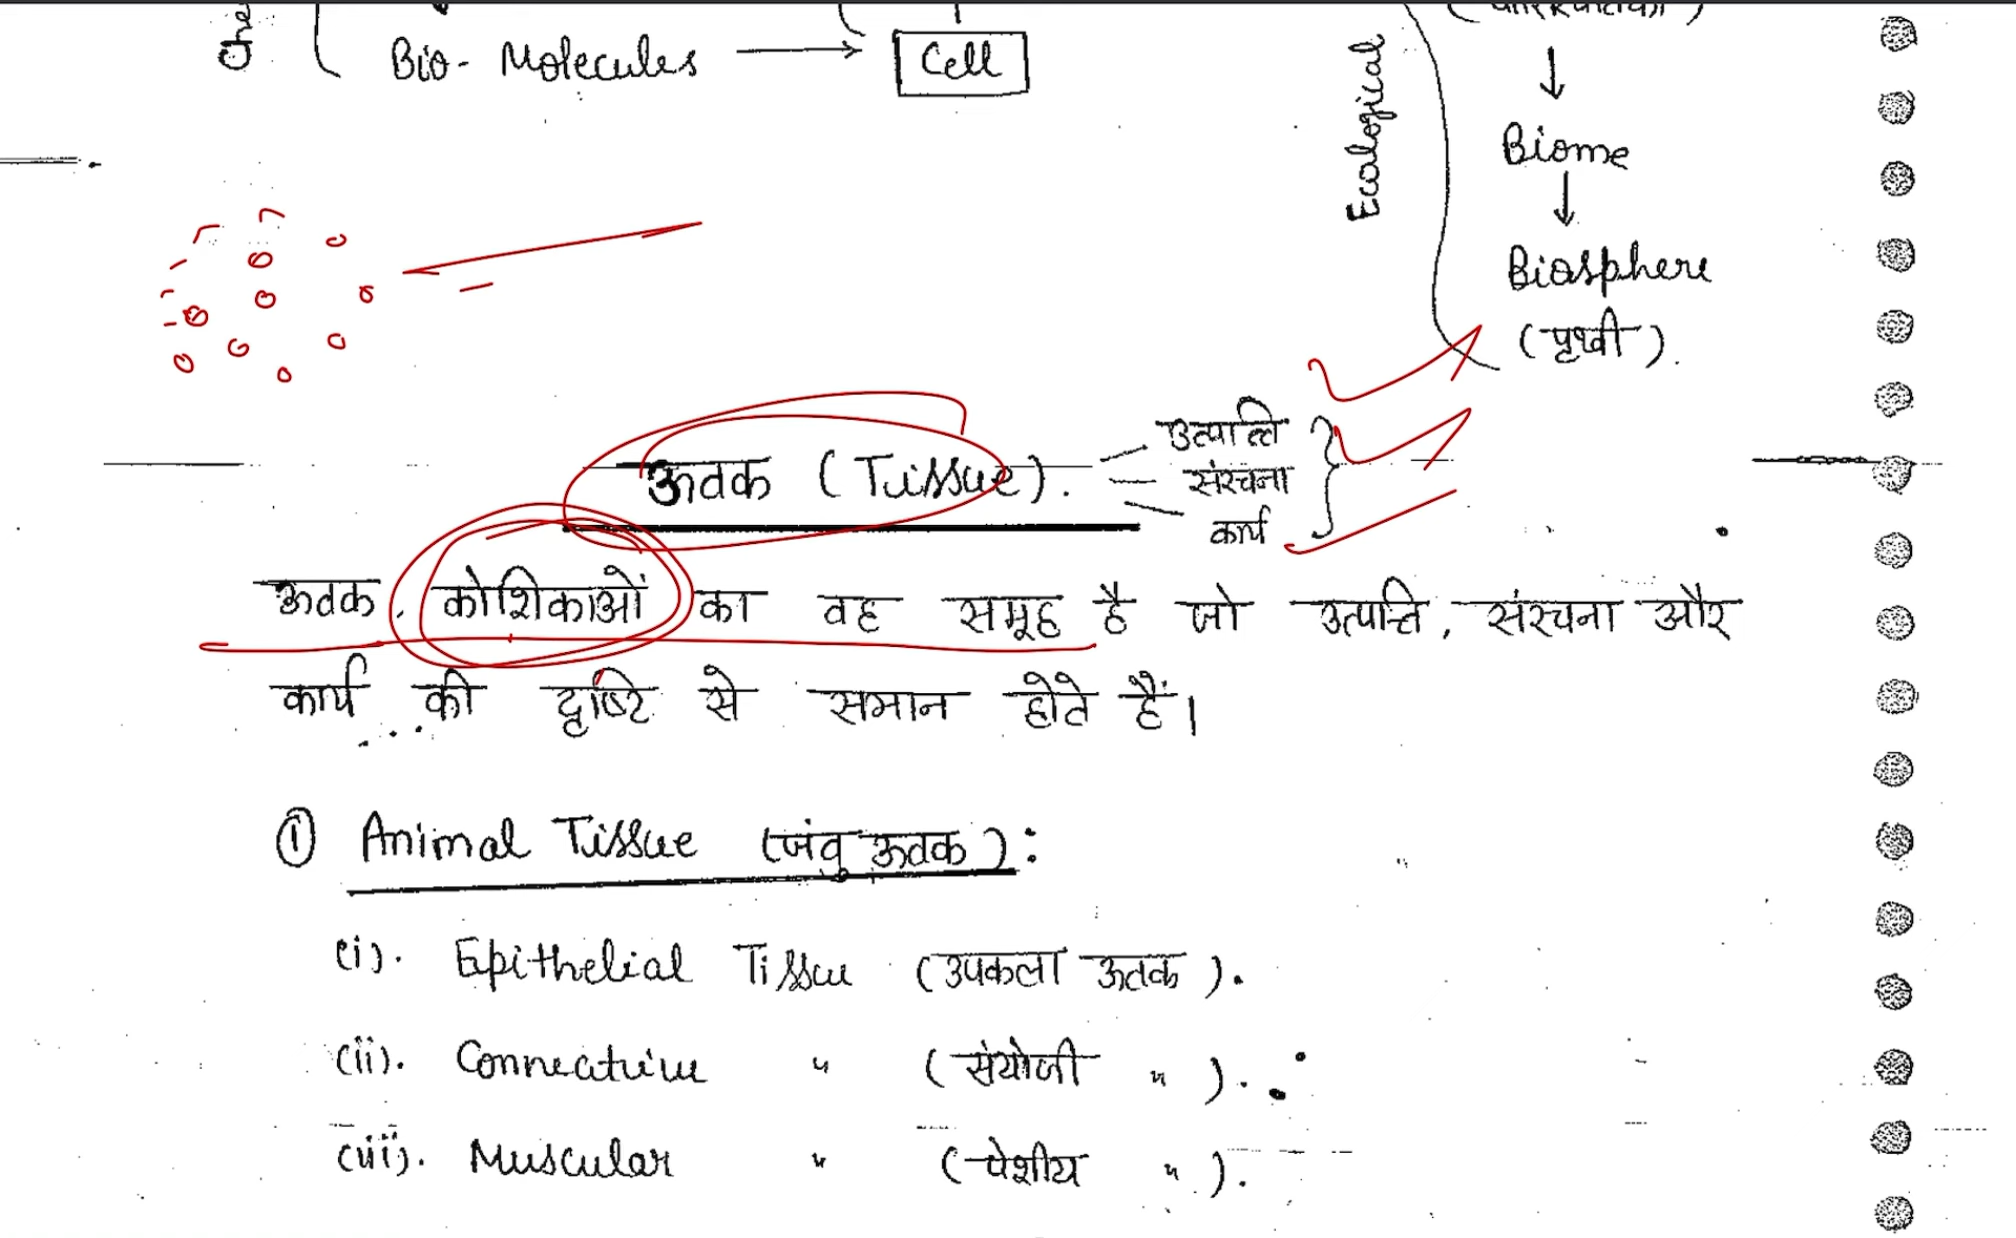 Bio- Molecules → Cell
Ecological
↓
Biome
↓
Biosphere
(पृथ्वी).
ऊतक (Tissue).
उत्पत्ति
संरचना
कार्य
ऊतक, कोशिकाओं का वह समूह है जो उत्पत्ति, संरचना और
कार्य की दृष्टि से समान होते हैं।
① Animal Tissue (जंतु ऊतक):
(i). Epithelial Tissue (उपकला ऊतक).
(ii). Connective " (संयोजी ").
(iii). Muscular " (पेशीय ").